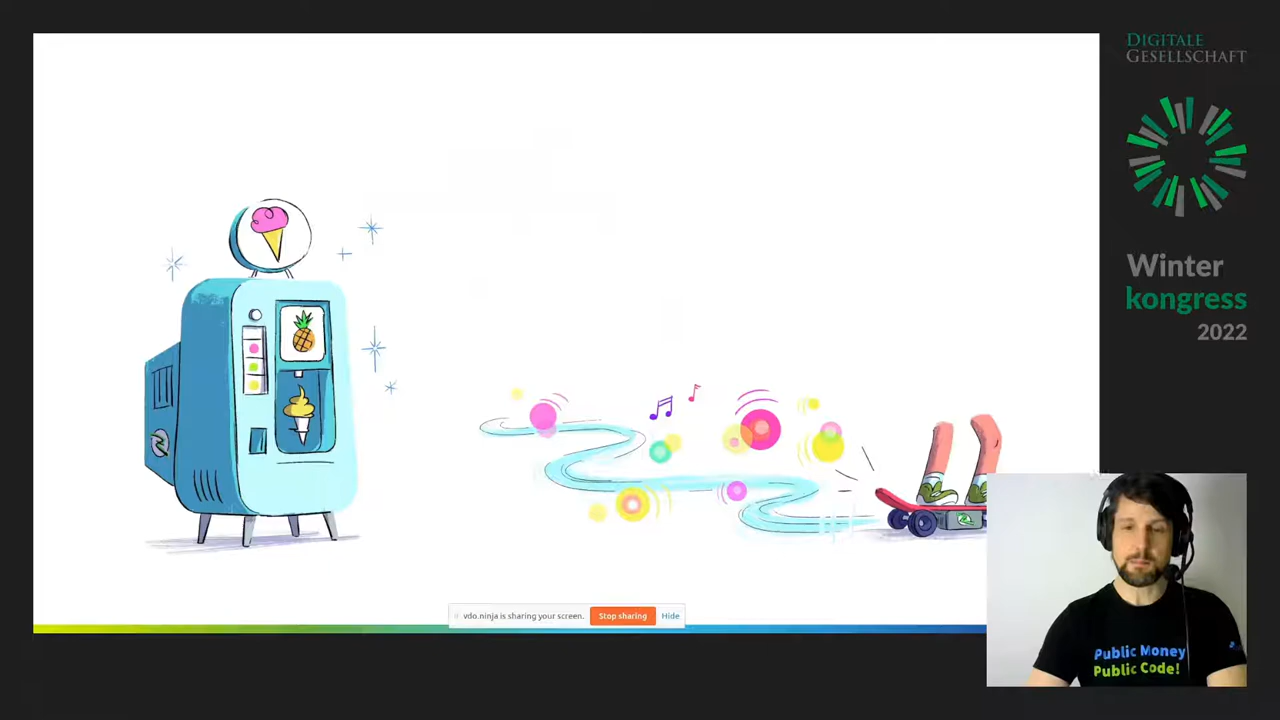 DIGITALE
GESELLSCHAFT
Winter
kongress
2022
vdo.ninja is sharing your screen.
Stop sharing
Hide
Public Money
Public Code!